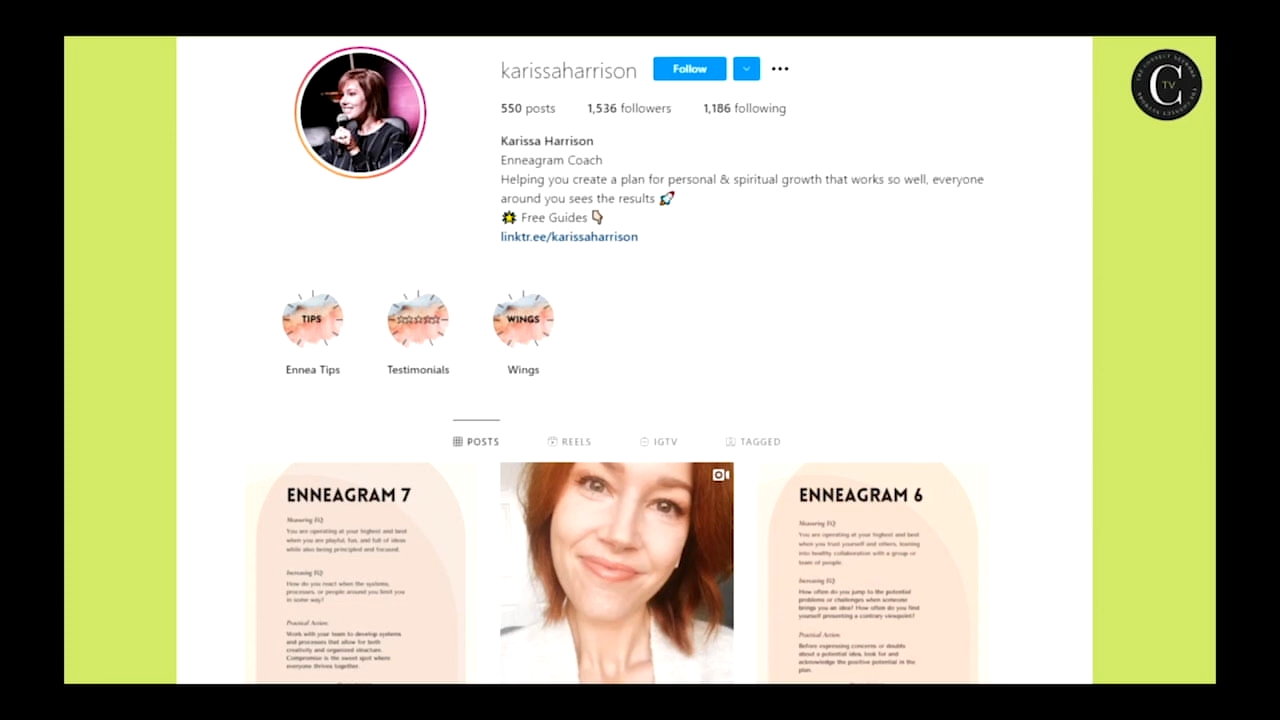 karissaharrison
Follow
550 posts 1,536 followers 1,186 following
Karissa Harrison
Enneagram Coach
Helping you create a plan for personal & spiritual growth that works so well, everyone
around you sees the results 🚀
Free Guides
linktr.ee/karissaharrison
THE CONNECT NETWORK
C
TV
THE CONNECT NETWORK
TIPS
WINGS
Ennea Tips
Testimonials
Wings
POSTS
REELS
IGTV
TAGGED
ENNEAGRAM 7
Measuring EQ:
You are operating at your highest and best
when you are playful, fun, and full of ideas
while also being principled and focused.
Increasing EQ:
How do you react when the systems,
processes, or people around you limit you
in some way?
Practical Action:
Work with your team to develop systems
and processes that allow for both
creativity and organized structure.
Compromise is the sweet spot where
everyone thrives together.
ENNEAGRAM 6
Measuring EQ:
You are operating at your highest and best
when you trust yourself and others, leaning
into healthy collaboration with a group or
team of people.
Increasing EQ:
How often do you jump to the potential
problems or challenges when someone
brings you an idea? How often do you find
yourself presenting a contrary viewpoint?
Practical Action:
Before expressing concerns or doubts
about a potential idea, look for and
acknowledge the positive potential in the
plan.